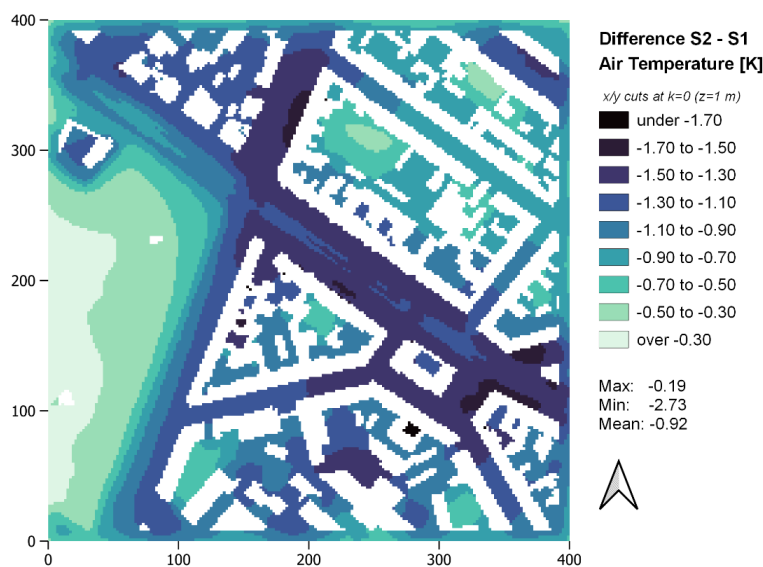 400
300
200
100
0
0
100
200
300
400
Difference S2 - S1
Air Temperature [K]
x/y cuts at k=0 (z=1 m)
under -1.70
-1.70 to -1.50
-1.50 to -1.30
-1.30 to -1.10
-1.10 to -0.90
-0.90 to -0.70
-0.70 to -0.50
-0.50 to -0.30
over -0.30
Max: -0.19
Min: -2.73
Mean: -0.92